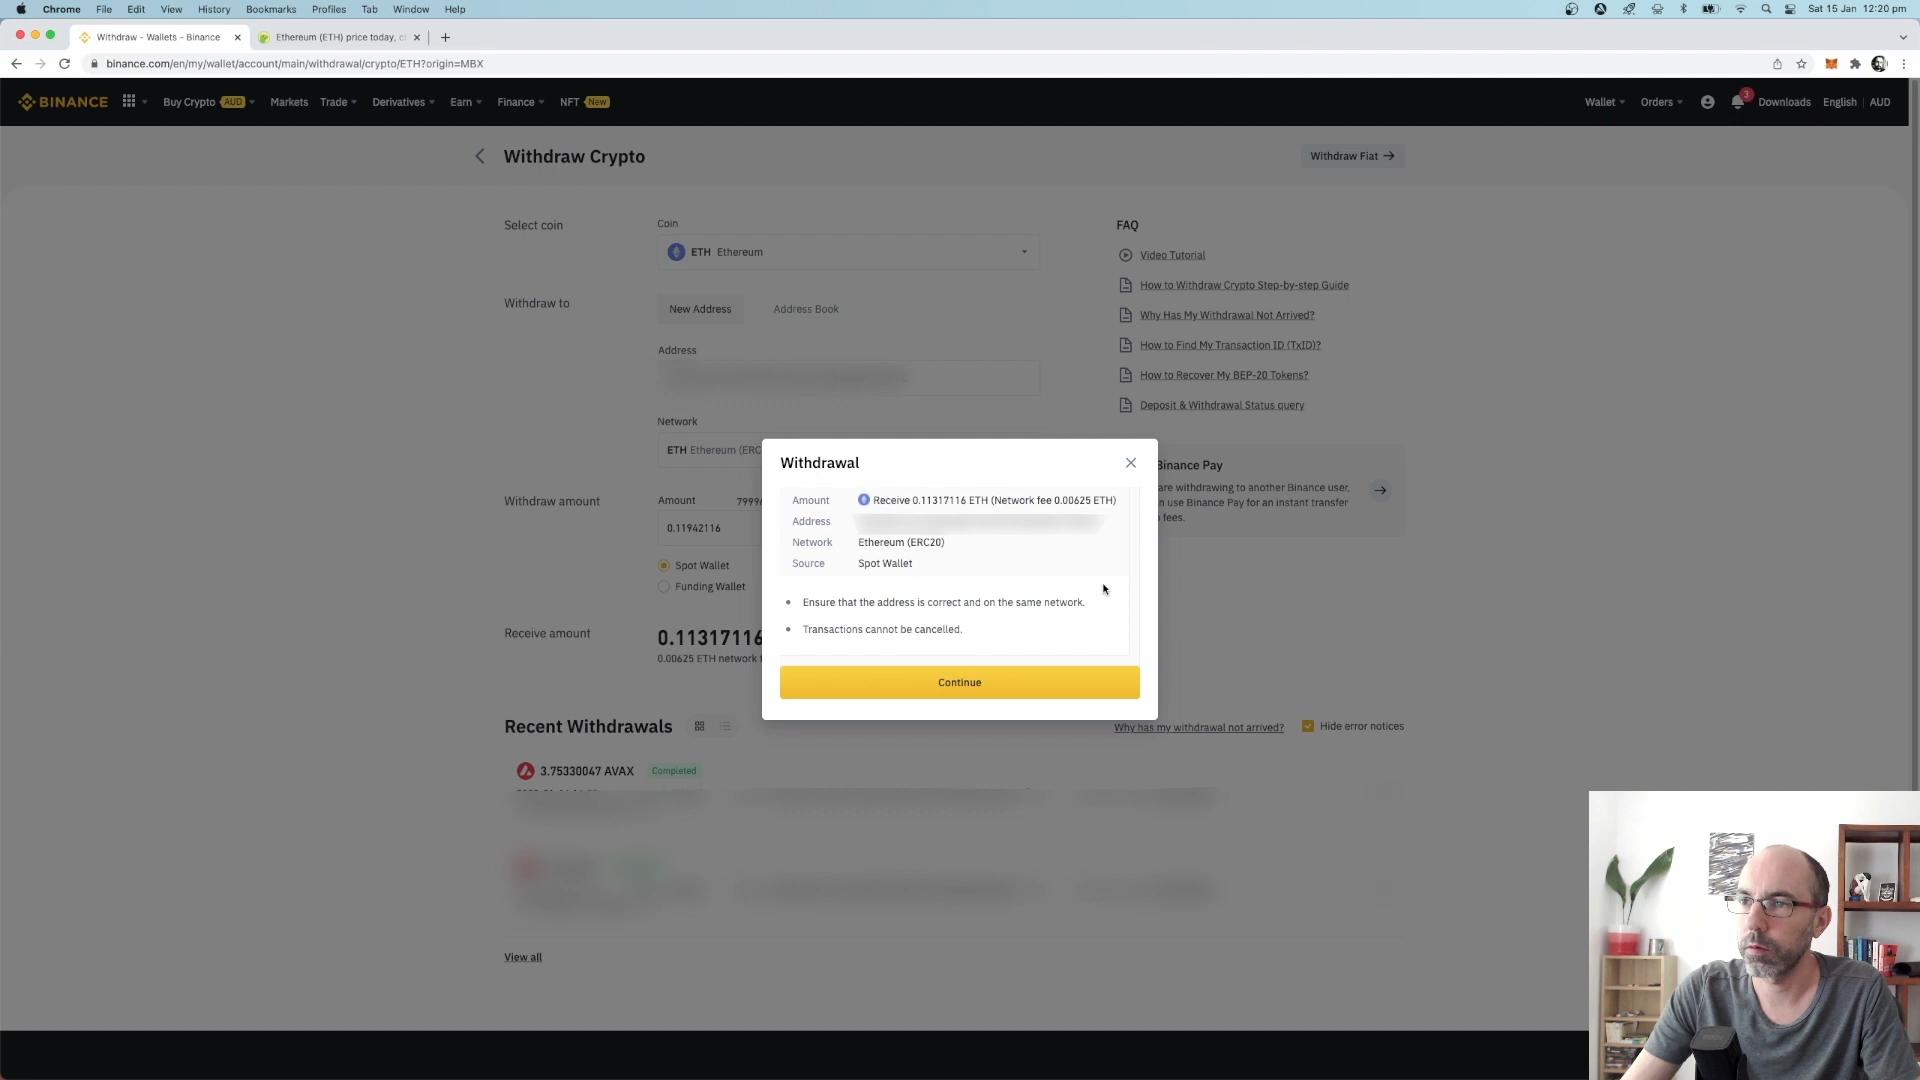 Chrome File Edit View History Bookmarks Profiles Tab Window Help
Sat 15 Jan 12:20 pm
Withdraw - Wallets - Binance
Ethereum (ETH) price today, c
binance.com/en/my/wallet/account/main/withdrawal/crypto/ETH?origin=MBX
BINANCE
Buy Crypto AUD Markets Trade Derivatives Earn Finance NFT New
Wallet Orders 3 Downloads English | AUD
Withdraw Crypto
Withdraw Fiat
Select coin
Coin
ETH Ethereum
Withdraw to
New Address
Address Book
Address
Network
ETH Ethereum (ERC
Withdraw amount
Amount
0.11942116
Spot Wallet
Funding Wallet
Receive amount
0.11317116
0.00625 ETH network
FAQ
Video Tutorial
How to Withdraw Crypto Step-by-step Guide
Why Has My Withdrawal Not Arrived?
How to Find My Transaction ID (TxID)?
How to Recover My BEP-20 Tokens?
Deposit & Withdrawal Status query
Binance Pay
are withdrawing to another Binance user,
n use Binance Pay for an instant transfer
fees.
Withdrawal
Amount Receive 0.11317116 ETH (Network fee 0.00625 ETH)
Address
Network Ethereum (ERC20)
Source Spot Wallet
Ensure that the address is correct and on the same network.
Transactions cannot be cancelled.
Continue
Recent Withdrawals
Why has my withdrawal not arrived?
Hide error notices
3.75330047 AVAX Completed
View all